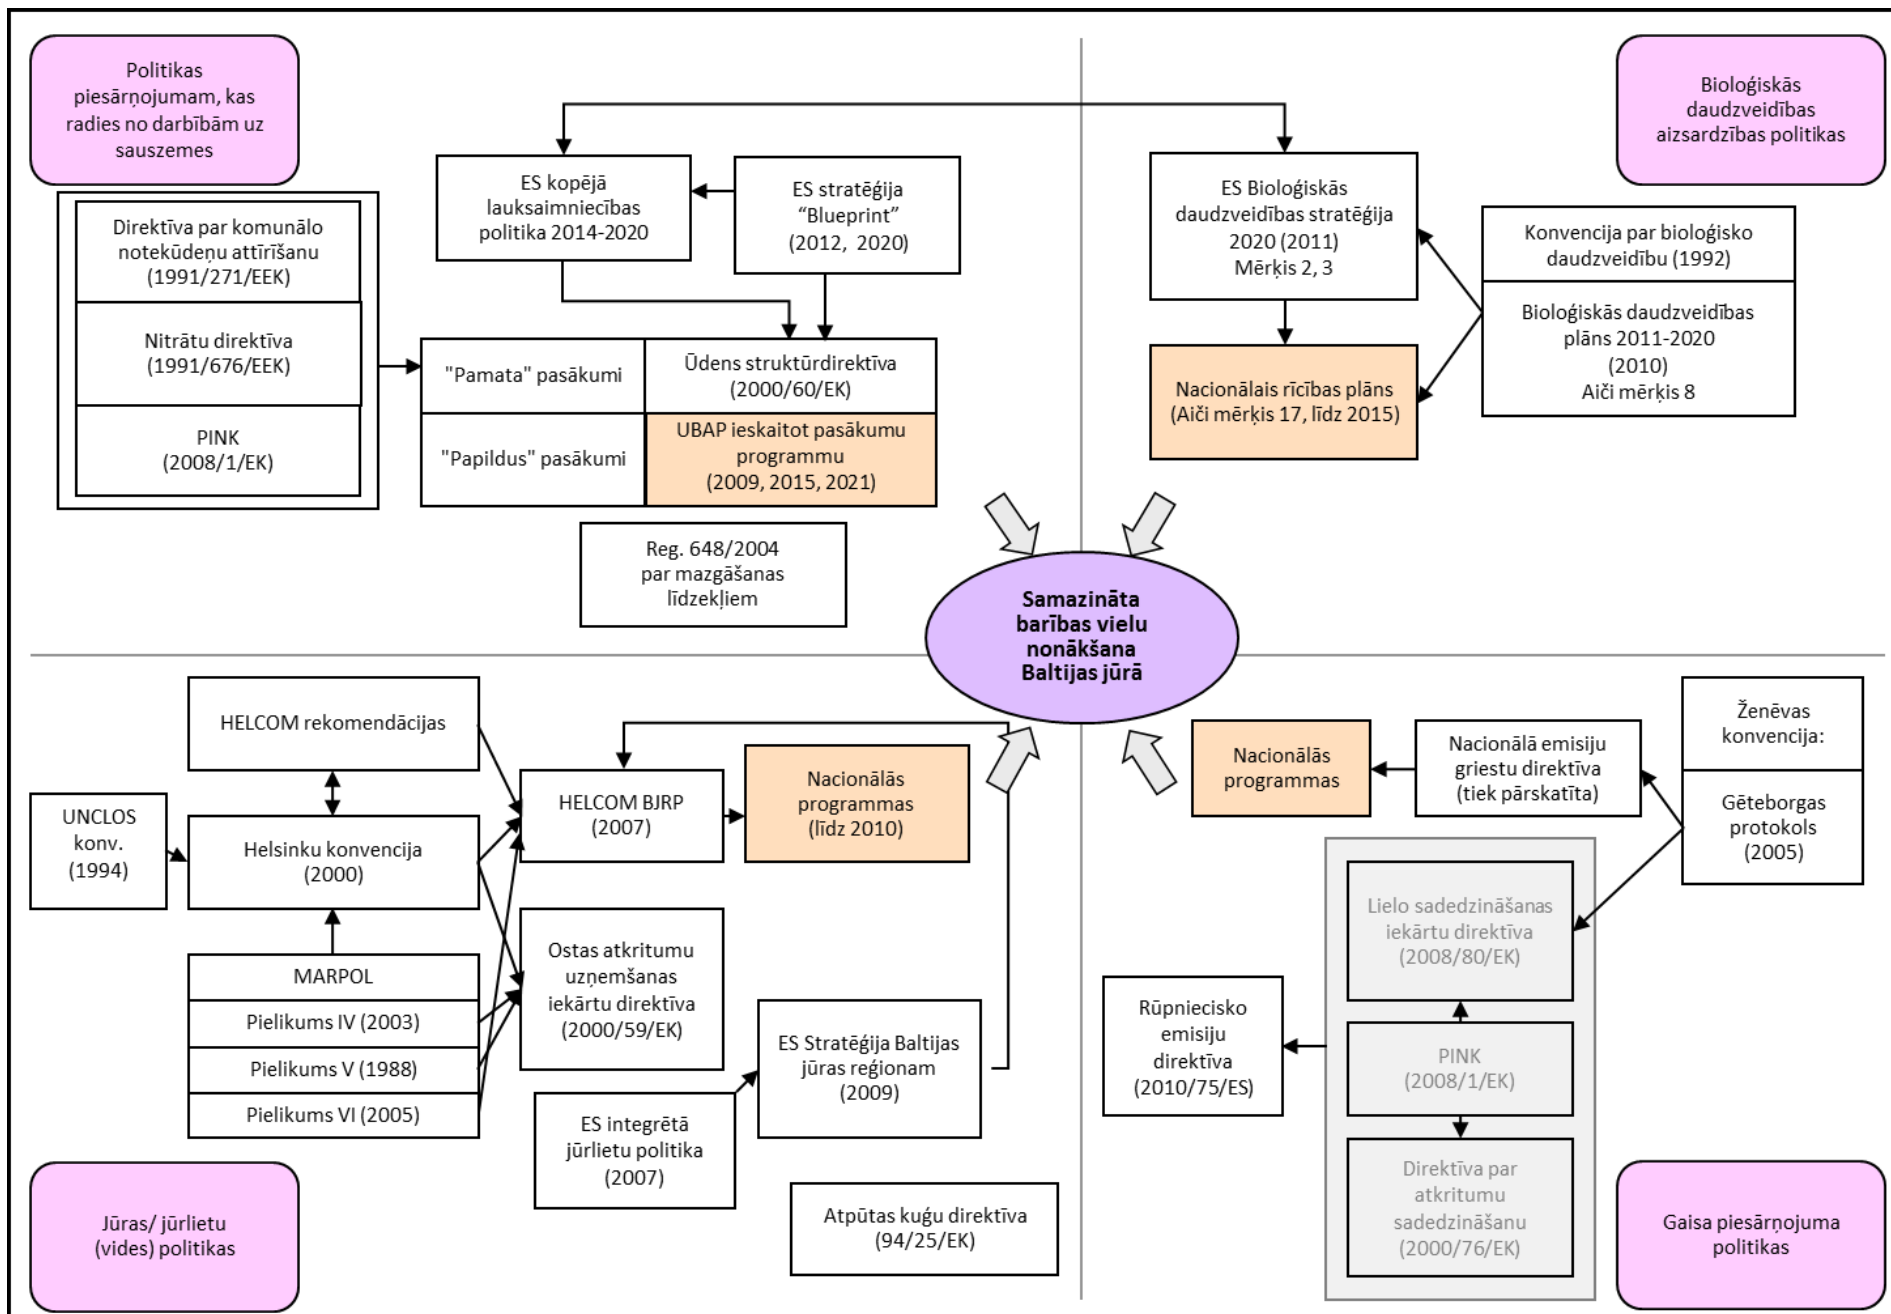 Politikas
piesārņojumam, kas
radies no darbībām uz
sauszemes
Bioloģiskās
daudzveidības
aizsardzības politikas
ES kopējā
lauksaimniecības
politika 2014-2020
ES stratēģija
“Blueprint”
(2012, 2020)
ES Bioloģiskās
daudzveidības stratēģija
2020 (2011)
Mērķis 2, 3
Konvencija par bioloģisko
daudzveidību (1992)
Bioloģiskās daudzveidības
plāns 2011-2020
(2010)
Aiči mērķis 8
Direktīva par komunālo
notekūdeņu attīrīšanu
(1991/271/EEK)
Nitrātu direktīva
(1991/676/EEK)
PINK
(2008/1/EK)
"Pamata" pasākumi
Ūdens struktūrdirektīva
(2000/60/EK)
"Papildus" pasākumi
UBAP ieskaitot pasākumu
programmu
(2009, 2015, 2021)
Nacionālais rīcības plāns
(Aiči mērķis 17, līdz 2015)
Reg. 648/2004
par mazgāšanas
līdzekļiem
Samazināta
barības vielu
nonākšana
Baltijas jūrā
HELCOM rekomendācijas
UNCLOS
konv.
(1994)
Helsinku konvencija
(2000)
HELCOM BJRP
(2007)
Nacionālās
programmas
(līdz 2010)
MARPOL
Pielikums IV (2003)
Pielikums V (1988)
Pielikums VI (2005)
Ostas atkritumu
uzņemšanas
iekārtu direktīva
(2000/59/EK)
ES Stratēģija Baltijas
jūras reģionam
(2009)
ES integrētā
jūrlietu politika
(2007)
Atpūtas kuģu direktīva
(94/25/EK)
Jūras/ jūrlietu
(vides) politikas
Nacionālās
programmas
Nacionālā emisiju
griestu direktīva
(tiek pārskatīta)
Ženēvas
konvencija:
Gēteborgas
protokols
(2005)
Lielo sadedzināšanas
iekārtu direktīva
(2008/80/EK)
Rūpniecisko
emisiju
direktīva
(2010/75/ES)
PINK
(2008/1/EK)
Direktīva par
atkritumu
sadedzināšanu
(2000/76/EK)
Gaisa piesārņojuma
politikas